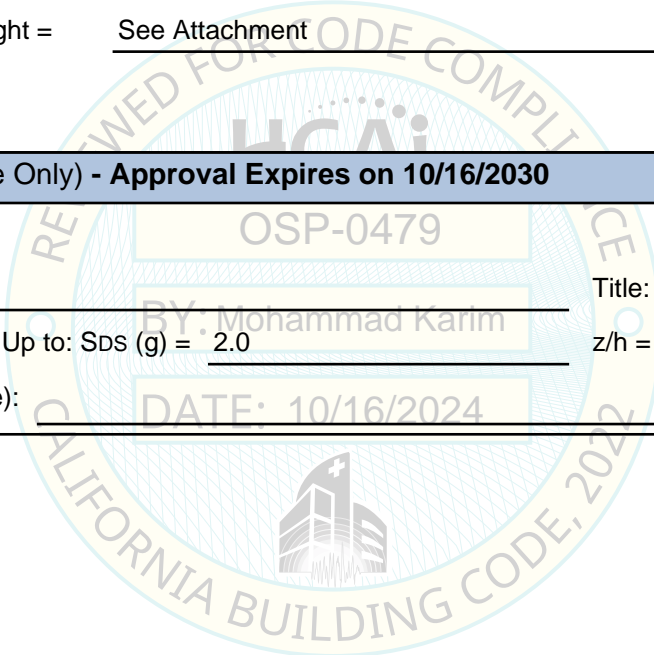 ght = See Attachment
REVIEWED FOR CODE COMPLIANCE
HCAi
e Only) - Approval Expires on 10/16/2030
OSP-0479
Title:
BY: Mohammad Karim
Up to: SDS (g) = 2.0 z/h =
e):
DATE: 10/16/2024
CALIFORNIA BUILDING CODE, 2022